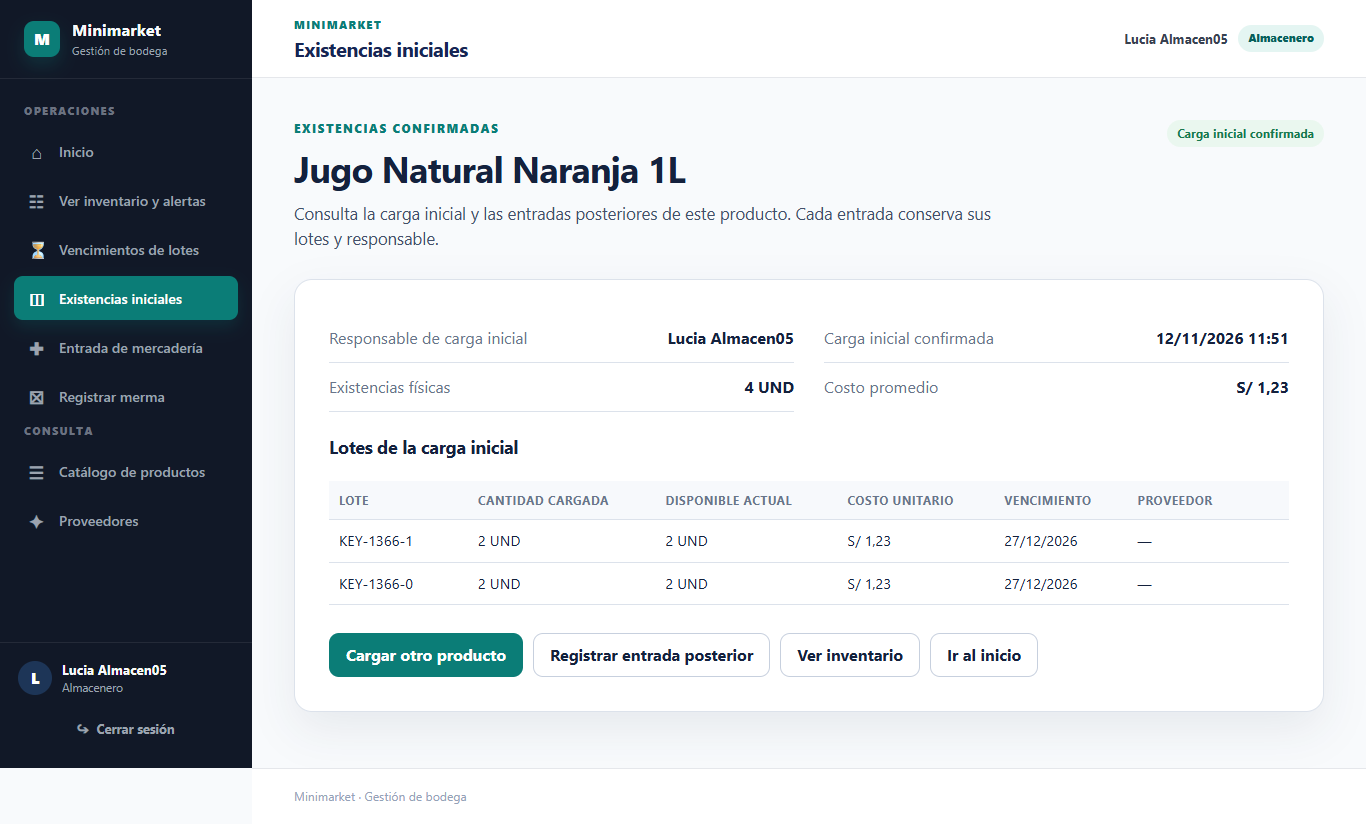 M
Minimarket
Gestión de bodega
OPERACIONES
Inicio
Ver inventario y alertas
Vencimientos de lotes
Existencias iniciales
Entrada de mercadería
Registrar merma
CONSULTA
Catálogo de productos
Proveedores
L
Lucia Almacen05
Almacenero
Cerrar sesión
MINIMARKET
Existencias iniciales
Lucia Almacen05 Almacenero
EXISTENCIAS CONFIRMADAS
Carga inicial confirmada
Jugo Natural Naranja 1L
Consulta la carga inicial y las entradas posteriores de este producto. Cada entrada conserva sus
lotes y responsable.
Responsable de carga inicial Lucia Almacen05 Carga inicial confirmada 12/11/2026 11:51
Existencias físicas 4 UND Costo promedio S/ 1,23
Lotes de la carga inicial
LOTE CANTIDAD CARGADA DISPONIBLE ACTUAL COSTO UNITARIO VENCIMIENTO PROVEEDOR
KEY-1366-1 2 UND 2 UND S/ 1,23 27/12/2026 —
KEY-1366-0 2 UND 2 UND S/ 1,23 27/12/2026 —
Cargar otro producto Registrar entrada posterior Ver inventario Ir al inicio
Minimarket · Gestión de bodega